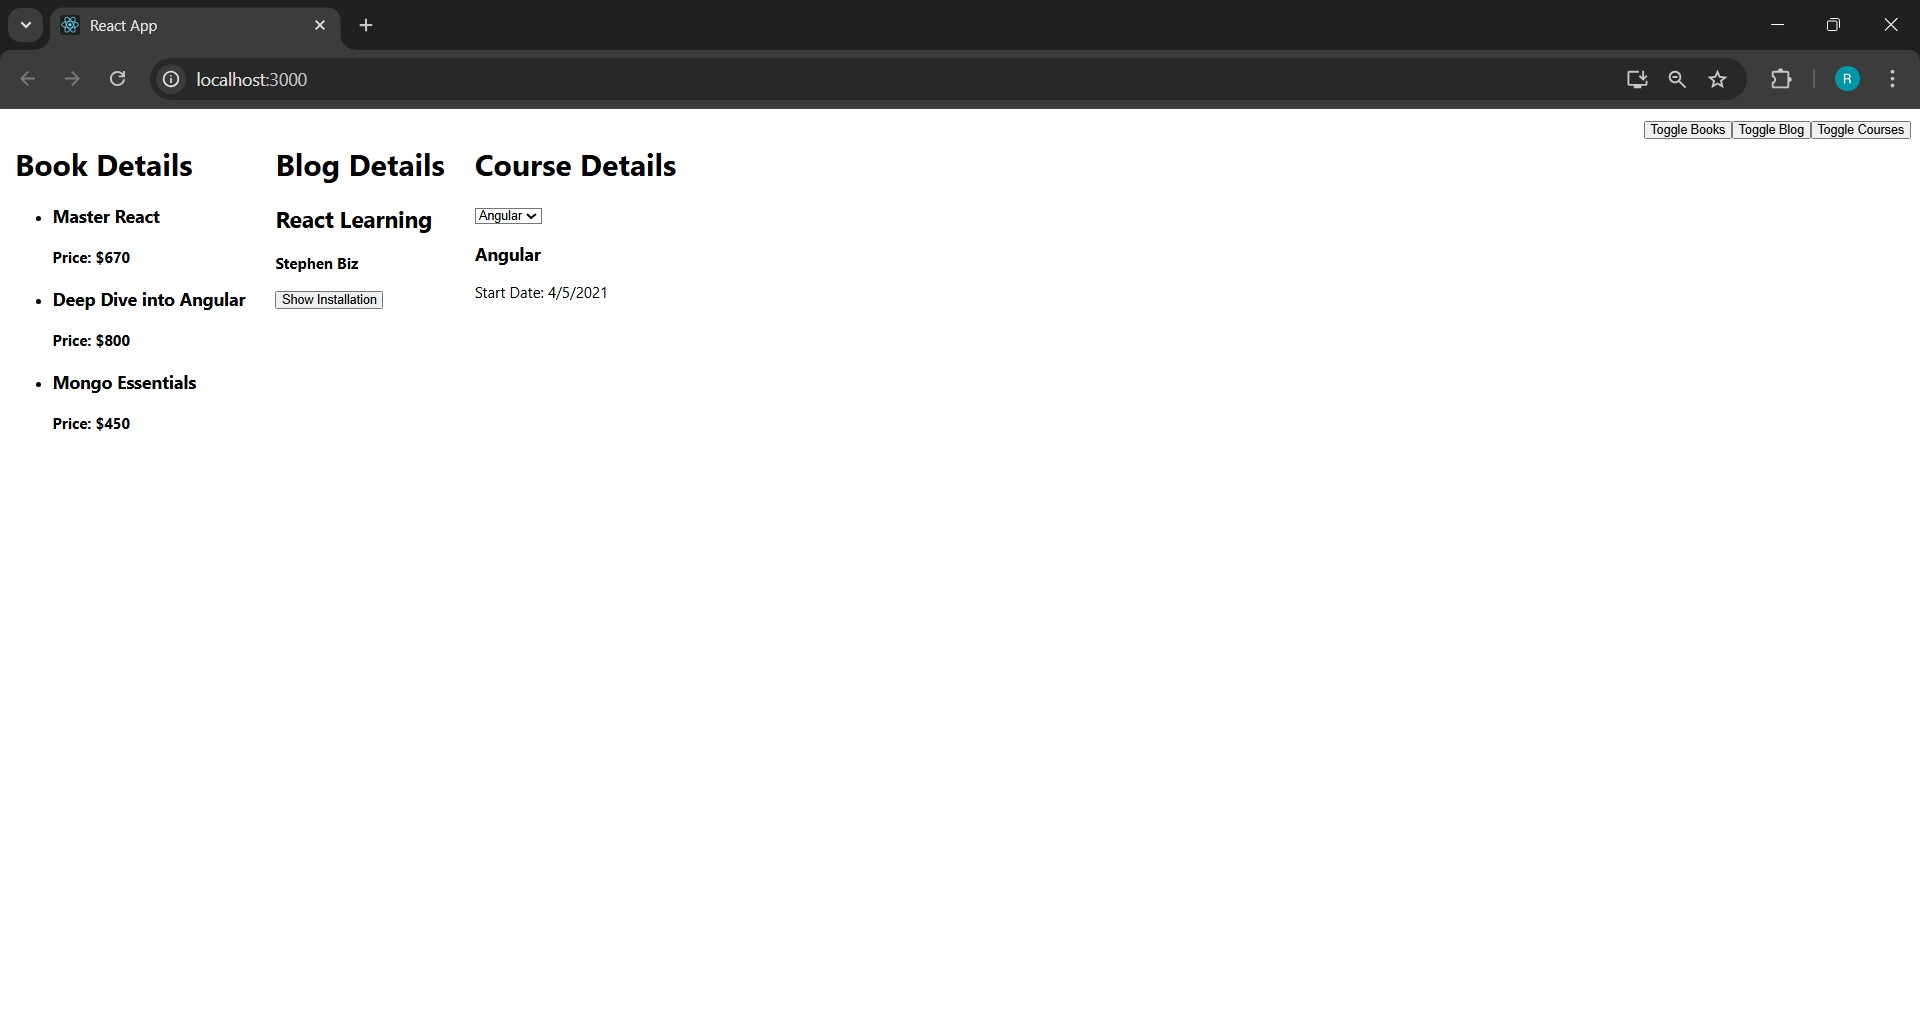 React App
localhost:3000
R
Toggle Books Toggle Blog Toggle Courses
Book Details
Master React
Price: $670
Deep Dive into Angular
Price: $800
Mongo Essentials
Price: $450
Blog Details
React Learning
Stephen Biz
Show Installation
Course Details
Angular
Angular
Start Date: 4/5/2021